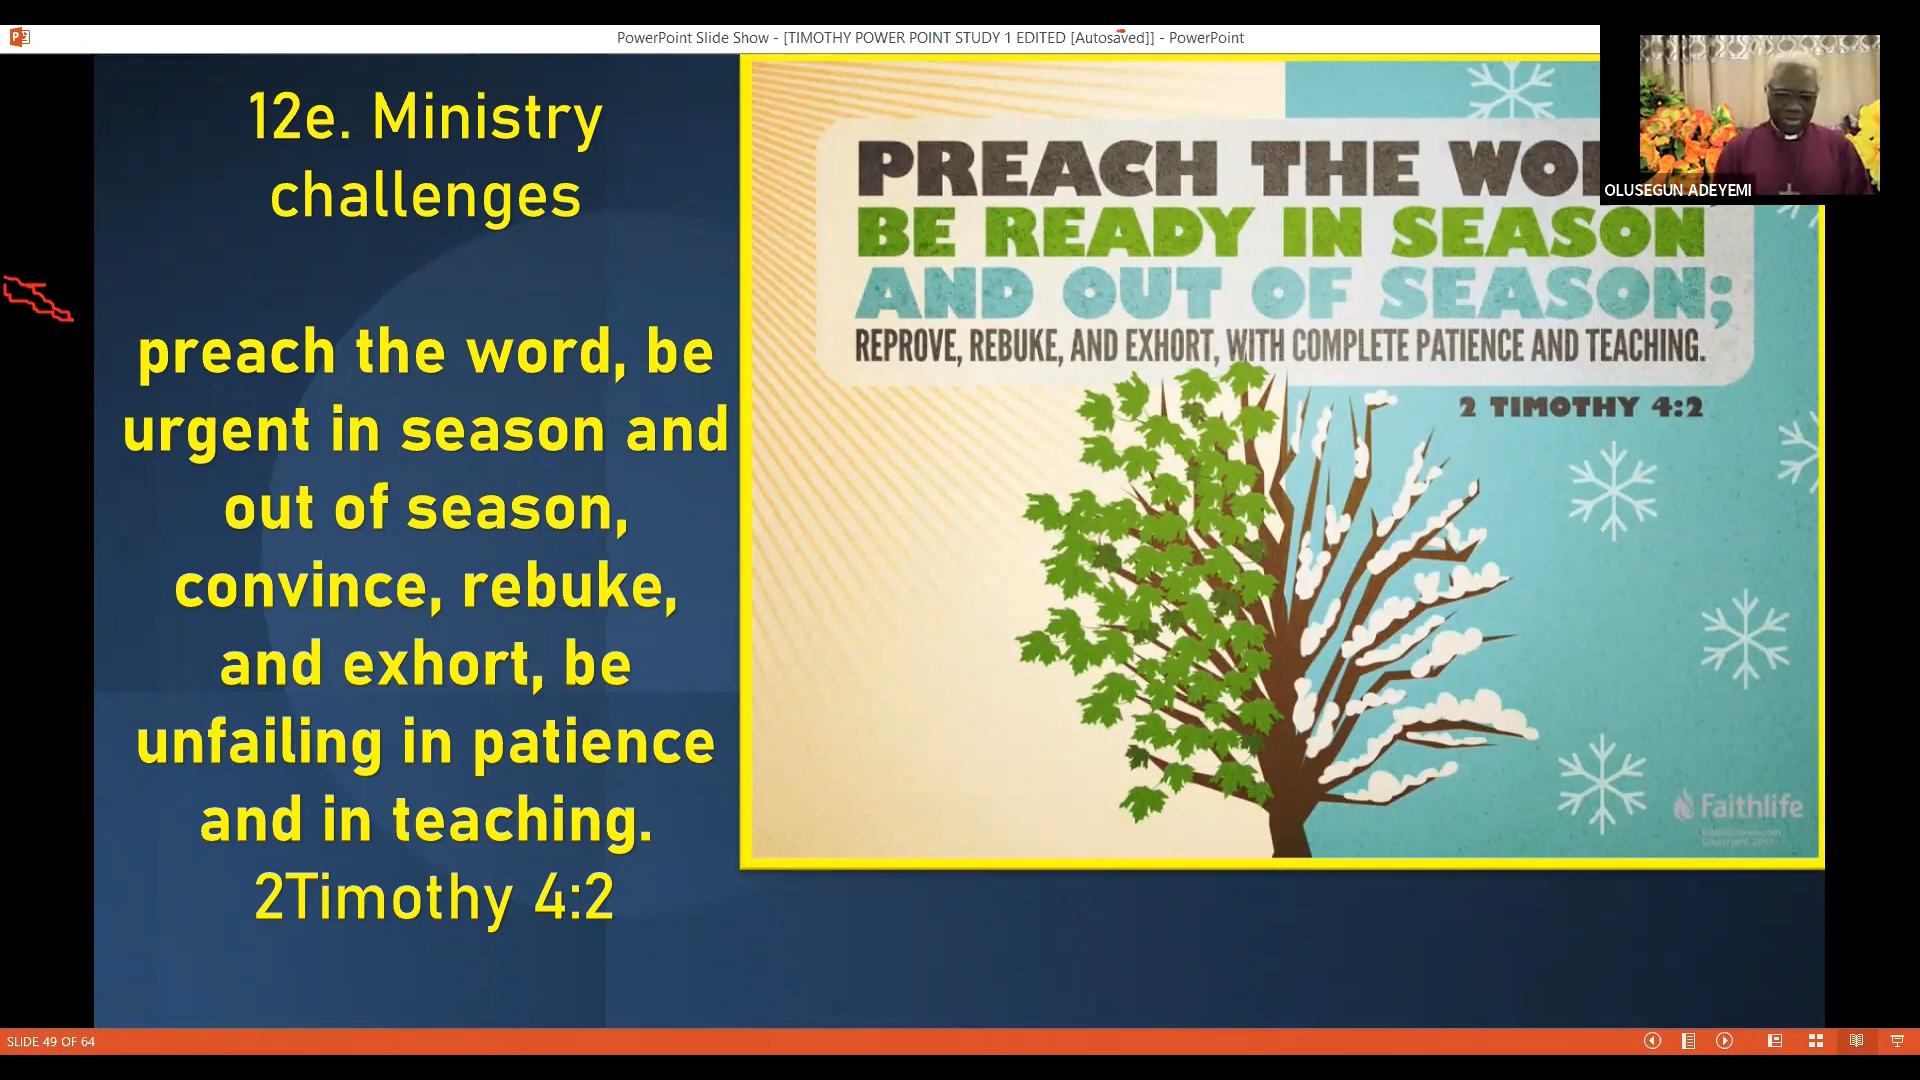 PowerPoint Slide Show - [TIMOTHY POWER POINT STUDY 1 EDITED [Autosaved]] - PowerPoint
12e. Ministry
challenges
preach the word, be
urgent in season and
out of season,
convince, rebuke,
and exhort, be
unfailing in patience
and in teaching.
2Timothy 4:2
PREACH THE
BE READY IN SEASON
AND OUT OF SEASON;
REPROVE, REBUKE, AND EXHORT, WITH COMPLETE PATIENCE AND TEACHING.
2 TIMOTHY 4:2
Faithlife
OLUSEGUN ADEYEMI
SLIDE 49 OF 64